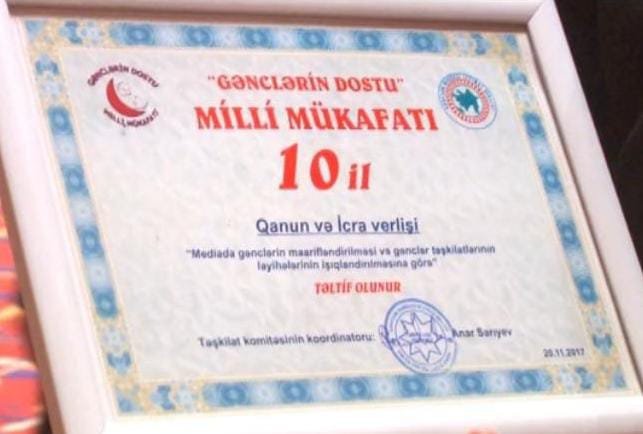 GƏNCLƏRİN DOSTU
MİLLİ MÜKAFATI
"GƏNCLƏRİN DOSTU"
MİLLİ MÜKAFATI
10 il
Qanun və İcra verlişi
"Mediada gənclərin maarifləndirilməsi və gənclər təşkilatlarının
layihələrinin işıqlandırılmasına görə"
TƏLTİF OLUNUR
Təşkilat komitəsinin koordinatoru: Anar Sarıyev
20.11.2017